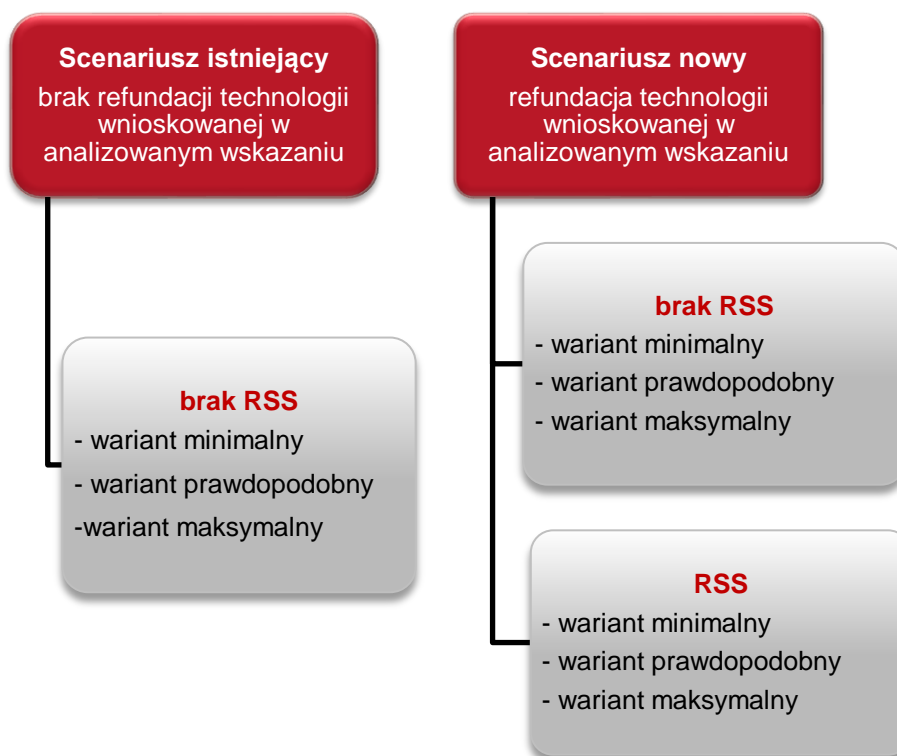 Scenariusz istniejący
brak refundacji technologii
wnioskowanej w
analizowanym wskazaniu
brak RSS
- wariant minimalny
- wariant prawdopodobny
-wariant maksymalny
Scenariusz nowy
refundacja technologii
wnioskowanej w
analizowanym wskazaniu
brak RSS
- wariant minimalny
- wariant prawdopodobny
- wariant maksymalny
RSS
- wariant minimalny
- wariant prawdopodobny
- wariant maksymalny